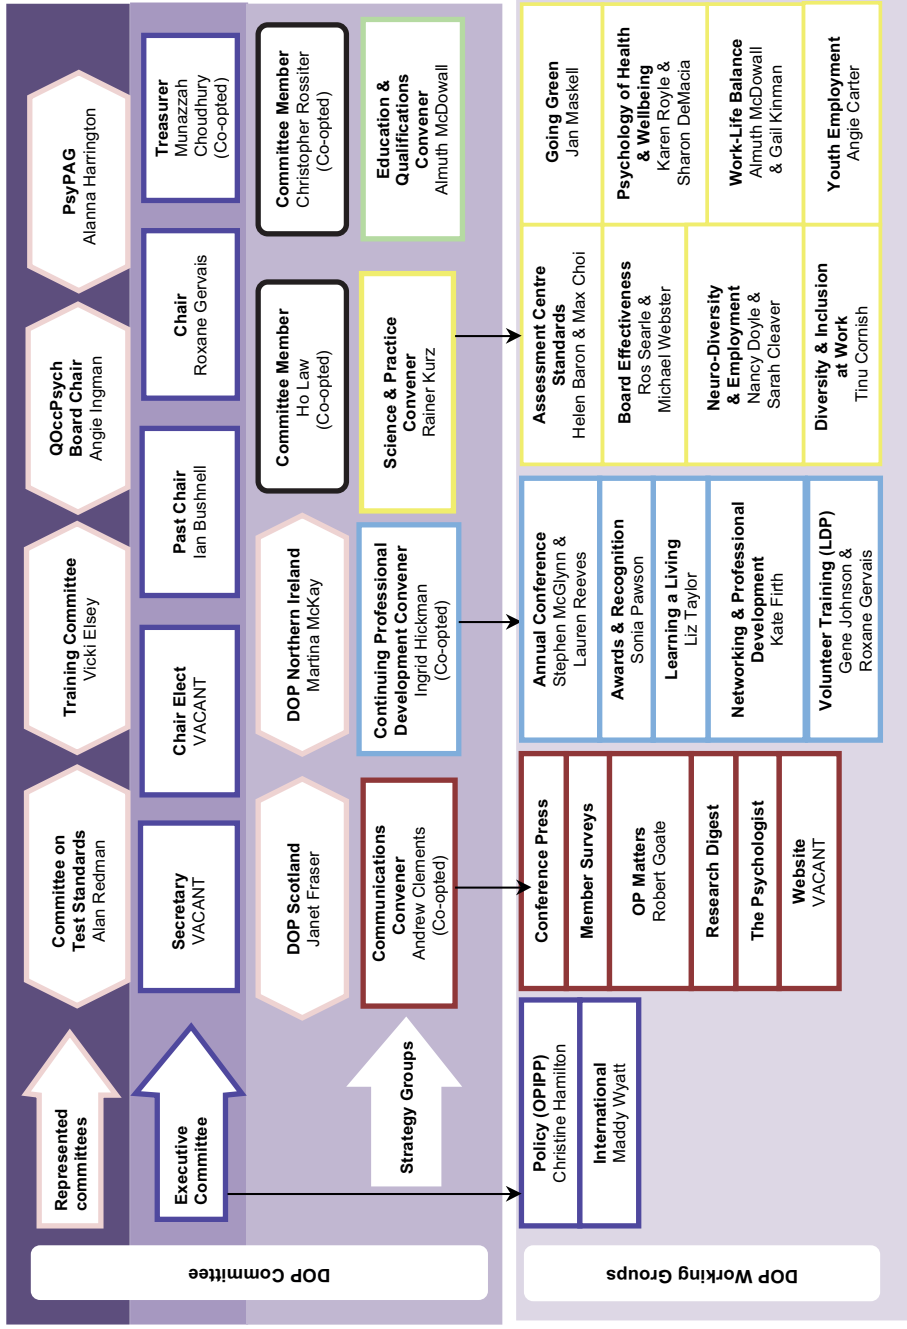 DOP Committee
Represented
committees
Committee on
Test Standards
Alan Redman
Training Committee
Vicki Elsey
QOccPsych
Board Chair
Angie Ingman
PsyPAG
Alanna Harrington
Executive
Committee
Secretary
VACANT
Chair Elect
VACANT
Past Chair
Ian Bushnell
Chair
Roxane Gervais
Treasurer
Munazzah
Choudhury
(Co-opted)
DOP Scotland
Janet Fraser
DOP Northern Ireland
Martina McKay
Committee Member
Ho Law
(Co-opted)
Committee Member
Christopher Rossiter
(Co-opted)
Strategy Groups
Communications
Convener
Andrew Clements
(Co-opted)
Continuing Professional
Development Convener
Ingrid Hickman
(Co-opted)
Science & Practice
Convener
Rainer Kurz
Education &
Qualifications
Convener
Almuth McDowall
DOP Working Groups
Policy (OPIPP)
Christine Hamilton
International
Maddy Wyatt
Conference Press
Member Surveys
OP Matters
Robert Goate
Research Digest
The Psychologist
Website
VACANT
Annual Conference
Stephen McGlynn &
Lauren Reeves
Awards & Recognition
Sonia Pawson
Learning a Living
Liz Taylor
Networking & Professional
Development
Kate Firth
Volunteer Training (LDP)
Gene Johnson &
Roxane Gervais
Assessment Centre
Standards
Helen Baron & Max Choi
Board Effectiveness
Ros Searle &
Michael Webster
Neuro-Diversity
& Employment
Nancy Doyle &
Sarah Cleaver
Diversity & Inclusion
at Work
Tinu Cornish
Going Green
Jan Maskell
Psychology of Health
& Wellbeing
Karen Royle &
Sharon DeMacia
Work-Life Balance
Almuth McDowall
& Gail Kinman
Youth Employment
Angie Carter